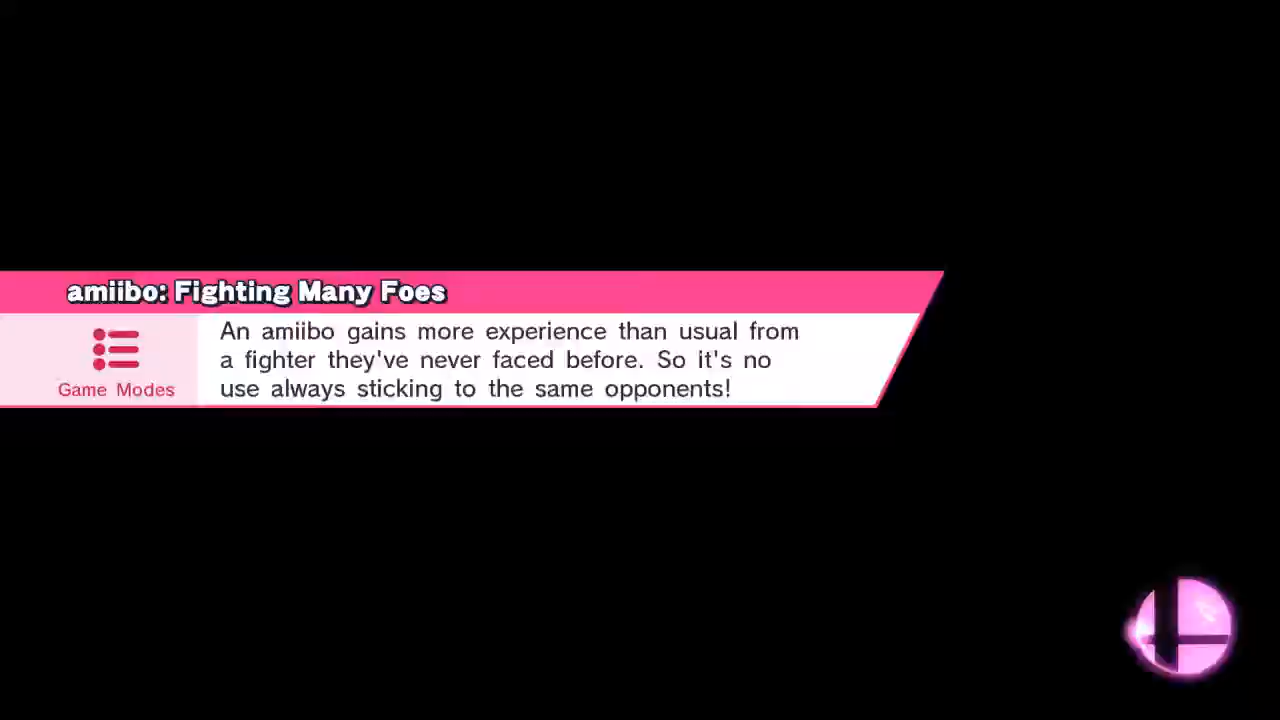 amiibo: Fighting Many Foes
Game Modes
An amiibo gains more experience than usual from
a fighter they've never faced before. So it's no
use always sticking to the same opponents!